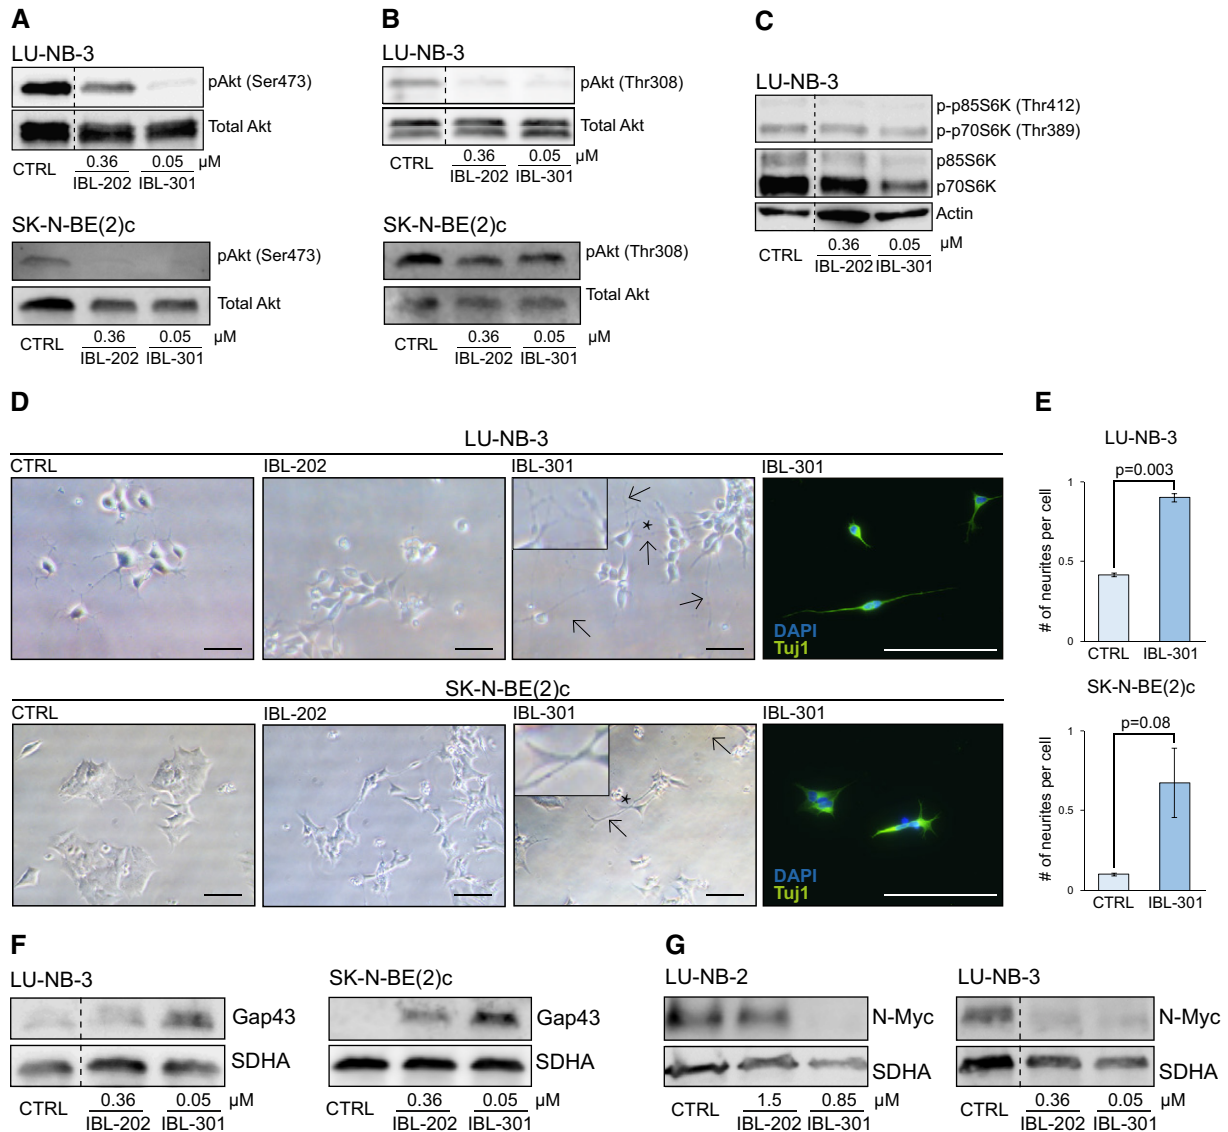 A
LU-NB-3
pAkt (Ser473)
Total Akt
CTRL
0.36
0.05
µM
IBL-202
IBL-301
SK-N-BE(2)c
pAkt (Ser473)
Total Akt
CTRL
0.36
0.05
µM
IBL-202
IBL-301
B
LU-NB-3
pAkt (Thr308)
Total Akt
CTRL
0.36
0.05
µM
IBL-202
IBL-301
SK-N-BE(2)c
pAkt (Thr308)
Total Akt
CTRL
0.36
0.05
µM
IBL-202
IBL-301
C
LU-NB-3
p-p85S6K (Thr412)
p-p70S6K (Thr389)
p85S6K
p70S6K
Actin
CTRL
0.36
0.05
µM
IBL-202
IBL-301
D
LU-NB-3
CTRL
IBL-202
IBL-301
*
IBL-301
DAPI
Tuj1
SK-N-BE(2)c
CTRL
IBL-202
IBL-301
*
IBL-301
DAPI
Tuj1
E
LU-NB-3
# of neurites per cell
1
0.5
0
p=0.003
CTRL
IBL-301
SK-N-BE(2)c
# of neurites per cell
1
0.5
0
p=0.08
CTRL
IBL-301
F
LU-NB-3
Gap43
SDHA
CTRL
0.36
0.05
µM
IBL-202
IBL-301
SK-N-BE(2)c
Gap43
SDHA
CTRL
0.36
0.05
µM
IBL-202
IBL-301
G
LU-NB-2
N-Myc
SDHA
CTRL
1.5
0.85
µM
IBL-202
IBL-301
LU-NB-3
N-Myc
SDHA
CTRL
0.36
0.05
µM
IBL-202
IBL-301